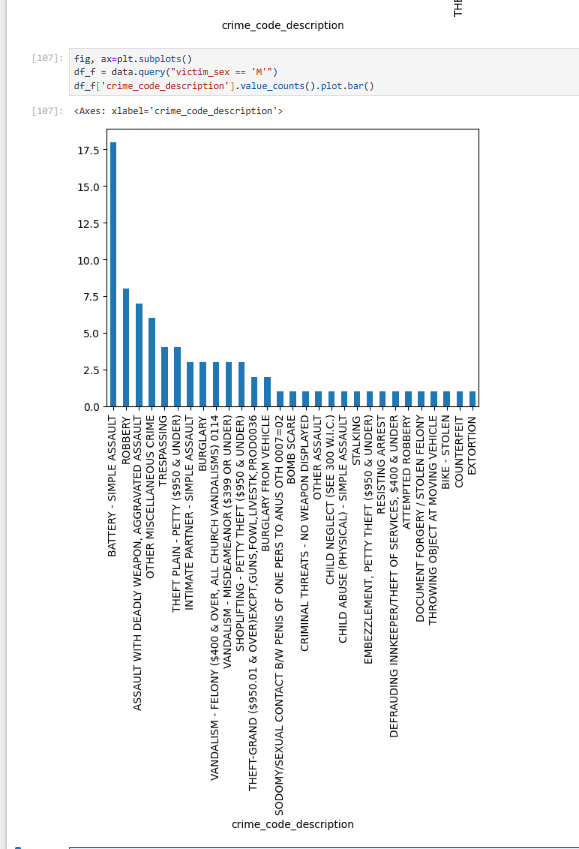 THE
crime_code_description
[107]: fig, ax=plt.subplots()
df_f = data.query("victim_sex == 'M'")
df_f['crime_code_description'].value_counts().plot.bar()
[107]: <Axes: xlabel='crime_code_description'>
17.5
15.0
12.5
10.0
7.5
5.0
2.5
0.0
BATTERY - SIMPLE ASSAULT
ROBBERY
ASSAULT WITH DEADLY WEAPON, AGGRAVATED ASSAULT
OTHER MISCELLANEOUS CRIME
TRESPASSING
THEFT PLAIN - PETTY ($950 & UNDER)
INTIMATE PARTNER - SIMPLE ASSAULT
BURGLARY
VANDALISM - FELONY ($400 & OVER, ALL CHURCH VANDALISMS) 0114
VANDALISM - MISDEAMEANOR ($399 OR UNDER)
SHOPLIFTING - PETTY THEFT ($950 & UNDER)
THEFT-GRAND ($950.01 & OVER)EXCPT,GUNS,FOWL,LIVESTK,PROD0036
BURGLARY FROM VEHICLE
SODOMY/SEXUAL CONTACT B/W PENIS OF ONE PERS TO ANUS OTH 0007=02
BOMB SCARE
CRIMINAL THREATS - NO WEAPON DISPLAYED
OTHER ASSAULT
CHILD NEGLECT (SEE 300 W.I.C.)
CHILD ABUSE (PHYSICAL) - SIMPLE ASSAULT
STALKING
EMBEZZLEMENT, PETTY THEFT ($950 & UNDER)
RESISTING ARREST
DEFRAUDING INNKEEPER/THEFT OF SERVICES, $400 & UNDER
ATTEMPTED ROBBERY
DOCUMENT FORGERY / STOLEN FELONY
THROWING OBJECT AT MOVING VEHICLE
BIKE - STOLEN
COUNTERFEIT
EXTORTION
crime_code_description